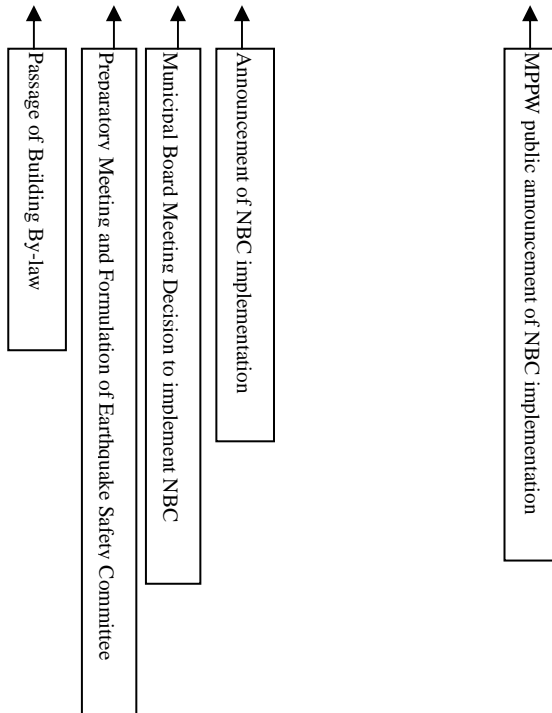 Passage of Building By-law
Preparatory Meeting and Formulation of Earthquake Safety Committee
Municipal Board Meeting Decision to implement NBC
Announcement of NBC implementation
MPPW public announcement of NBC implementation